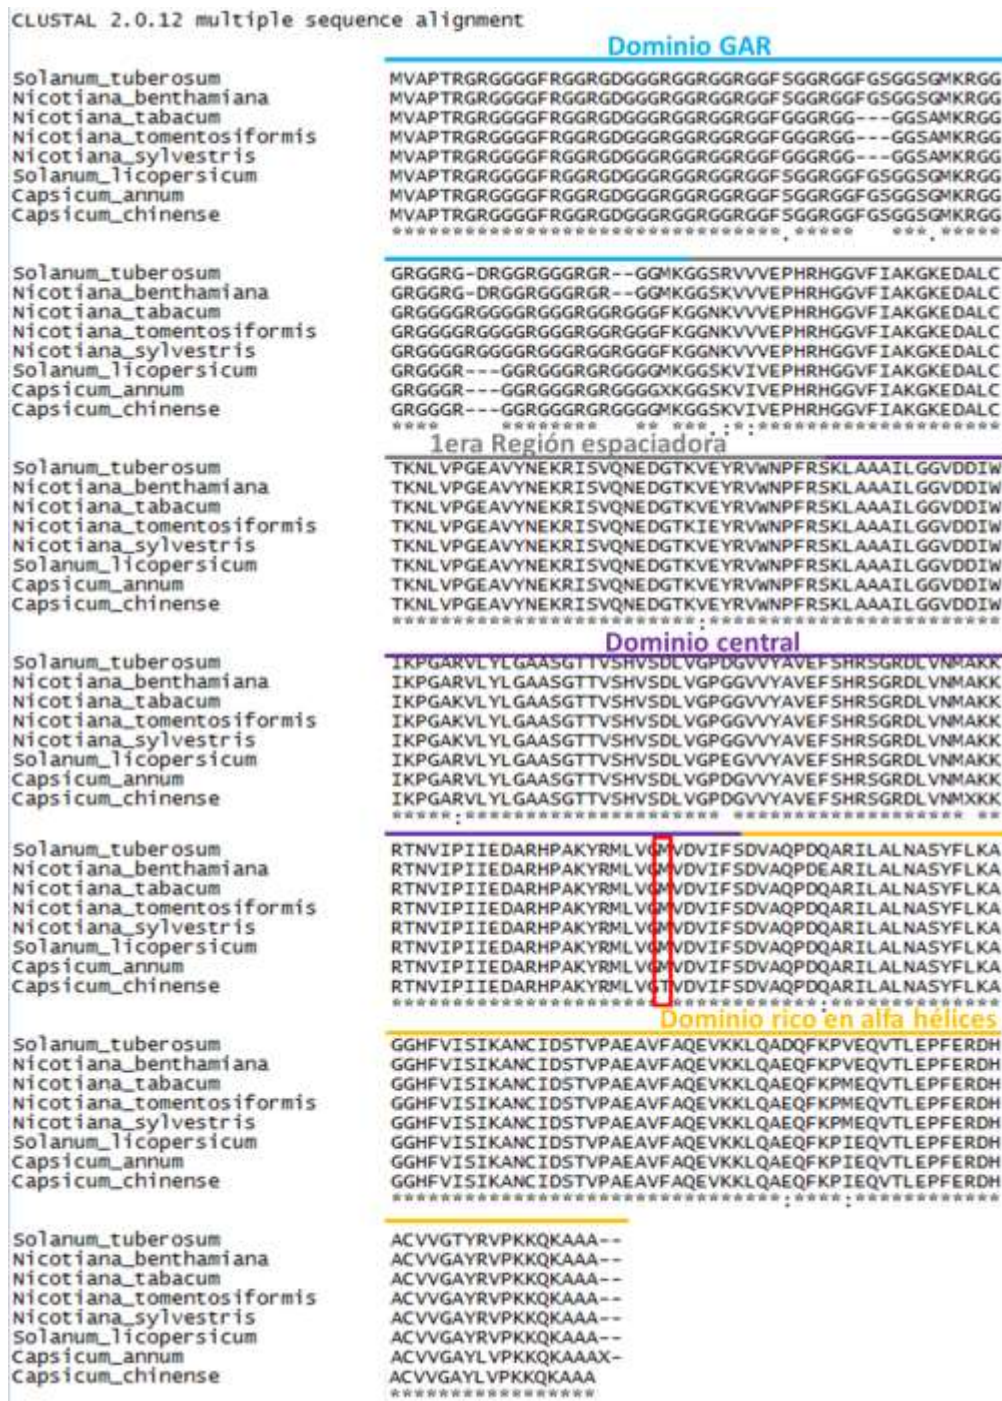 CLUSTAL 2.0.12 multiple sequence alignment
Dominio GAR
Solanum_tuberosum MVAPTRGRGGGGFRGGRGDGGGRGGRGGRGGFSGGRGGFGSGGSGMKRGG
Nicotiana_benthamiana MVAPTRGRGGGGFRGGRGDGGGRGGRGGRGGFSGGRGGFGSGGSGMKRGG
Nicotiana_tabacum MVAPTRGRGGGGFRGGRGDGGGRGGRGGRGGFGGGRGG---GGSAMKRGG
Nicotiana_tomentosiformis MVAPTRGRGGGGFRGGRGDGGGRGGRGGRGGFGGGRGG---GGSAMKRGG
Nicotiana_sylvestris MVAPTRGRGGGGFRGGRGDGGGRGGRGGRGGFGGGRGG---GGSAMKRGG
Solanum_licopersicum MVAPTRGRGGGGFRGGRGDGGGRGGRGGRGGFSGGRGGFGSGGSGMKRGG
Capsicum_annum MVAPTRGRGGGGFRGGRGDGGGRGGRGGRGGFSGGRGGFGSGGSGMKRGG
Capsicum_chinense MVAPTRGRGGGGFRGGRGDGGGRGGRGGRGGFSGGRGGFGSGGSGMKRGG
********************************.***** ***.*****
Solanum_tuberosum GRGGRG-DRGGRGGGRGR--GGMKGGSRVVVEPHRHGGVFIAKGKEDALC
Nicotiana_benthamiana GRGGRG-DRGGRGGGRGR--GGMKGGSKVVVEPHRHGGVFIAKGKEDALC
Nicotiana_tabacum GRGGGGRGGGGRGGGRGGRGGGFKGGNKVVVEPHRHGGVFIAKGKEDALC
Nicotiana_tomentosiformis GRGGGGRGGGGRGGGRGGRGGGFKGGNKVVVEPHRHGGVFIAKGKEDALC
Nicotiana_sylvestris GRGGGGRGGGGRGGGRGGRGGGFKGGNKVVVEPHRHGGVFIAKGKEDALC
Solanum_licopersicum GRGGGR---GGRGGGRGRGGGGMKGGSKVIVEPHRHGGVFIAKGKEDALC
Capsicum_annum GRGGGR---GGRGGGRGRGGGGXKGGSKVIVEPHRHGGVFIAKGKEDALC
Capsicum_chinense GRGGGR---GGRGGGRGRGGGGMKGGSKVIVEPHRHGGVFIAKGKEDALC
**** ******** ** ***.:*:********************
1era Región espaciadora
Solanum_tuberosum TKNLVPGEAVYNEKRISVQNEDGTKVEYRVWNPFRSKLAAAILGGVDDIW
Nicotiana_benthamiana TKNLVPGEAVYNEKRISVQNEDGTKVEYRVWNPFRSKLAAAILGGVDDIW
Nicotiana_tabacum TKNLVPGEAVYNEKRISVQNEDGTKVEYRVWNPFRSKLAAAILGGVDDIW
Nicotiana_tomentosiformis TKNLVPGEAVYNEKRISVQNEDGTKIEYRVWNPFRSKLAAAILGGVDDIW
Nicotiana_sylvestris TKNLVPGEAVYNEKRISVQNEDGTKVEYRVWNPFRSKLAAAILGGVDDIW
Solanum_licopersicum TKNLVPGEAVYNEKRISVQNEDGTKVEYRVWNPFRSKLAAAILGGVDDIW
Capsicum_annum TKNLVPGEAVYNEKRISVQNEDGTKVEYRVWNPFRSKLAAAILGGVDDIW
Capsicum_chinense TKNLVPGEAVYNEKRISVQNEDGTKVEYRVWNPFRSKLAAAILGGVDDIW
*************************:************************
Dominio central
Solanum_tuberosum IKPGARVLYLGAASGTTVSHVSDLVGPDGVVYAVEFSHRSGRDLVNMAKK
Nicotiana_benthamiana IKPGAKVLYLGAASGTTVSHVSDLVGPGGVVYAVEFSHRSGRDLVNMAKK
Nicotiana_tabacum IKPGAKVLYLGAASGTTVSHVSDLVGPGGVVYAVEFSHRSGRDLVNMAKK
Nicotiana_tomentosiformis IKPGAKVLYLGAASGTTVSHVSDLVGPGGVVYAVEFSHRSGRDLVNMAKK
Nicotiana_sylvestris IKPGAKVLYLGAASGTTVSHVSDLVGPGGVVYAVEFSHRSGRDLVNMAKK
Solanum_licopersicum IKPGARVLYLGAASGTTVSHVSDLVGPEGVVYAVEFSHRSGRDLVNMAKK
Capsicum_annum IKPGARVLYLGAASGTTVSHVSDLVGPDGVVYAVEFSHRSGRDLVNMAKK
Capsicum_chinense IKPGARVLYLGAASGTTVSHVSDLVGPDGVVYAVEFSHRSGRDLVNMXKK
*****:********************* ******************* **
Solanum_tuberosum RTNVIPIIEDARHPAKYRMLVGMVDVIFSDVAQPDQARILALNASYFLKA
Nicotiana_benthamiana RTNVIPIIEDARHPAKYRMLVGMVDVIFSDVAQPDEARILALNASYFLKA
Nicotiana_tabacum RTNVIPIIEDARHPAKYRMLVGMVDVIFSDVAQPDQARILALNASYFLKA
Nicotiana_tomentosiformis RTNVIPIIEDARHPAKYRMLVGMVDVIFSDVAQPDQARILALNASYFLKA
Nicotiana_sylvestris RTNVIPIIEDARHPAKYRMLVGMVDVIFSDVAQPDQARILALNASYFLKA
Solanum_licopersicum RTNVIPIIEDARHPAKYRMLVGMVDVIFSDVAQPDQARILALNASYFLKA
Capsicum_annum RTNVIPIIEDARHPAKYRMLVGMVDVIFSDVAQPDQARILALNASYFLKA
Capsicum_chinense RTNVIPIIEDARHPAKYRMLVGTVDVIFSDVAQPDQARILALNASYFLKA
********************** ************:**************
Dominio rico en alfa hélices
Solanum_tuberosum GGHFVISIKANCIDSTVPAEAVFAQEVKKLQADQFKPVEQVTLEPFERDH
Nicotiana_benthamiana GGHFVISIKANCIDSTVPAEAVFAQEVKKLQAEQFKPVEQVTLEPFERDH
Nicotiana_tabacum GGHFVISIKANCIDSTVPAEAVFAQEVKKLQAEQFKPMEQVTLEPFERDH
Nicotiana_tomentosiformis GGHFVISIKANCIDSTVPAEAVFAQEVKKLQAEQFKPMEQVTLEPFERDH
Nicotiana_sylvestris GGHFVISIKANCIDSTVPAEAVFAQEVKKLQAEQFKPMEQVTLEPFERDH
Solanum_licopersicum GGHFVISIKANCIDSTVPAEAVFAQEVKKLQAEQFKPIEQVTLEPFERDH
Capsicum_annum GGHFVISIKANCIDSTVPAEAVFAQEVKKLQAEQFKPIEQVTLEPFERDH
Capsicum_chinense GGHFVISIKANCIDSTVPAEAVFAQEVKKLQAEQFKPIEQVTLEPFERDH
********************************:****:************
Solanum_tuberosum ACVVGTYRVPKKQKAAA--
Nicotiana_benthamiana ACVVGAYRVPKKQKAAA--
Nicotiana_tabacum ACVVGAYRVPKKQKAAA--
Nicotiana_tomentosiformis ACVVGAYRVPKKQKAAA--
Nicotiana_sylvestris ACVVGAYRVPKKQKAAA--
Solanum_licopersicum ACVVGAYRVPKKQKAAA--
Capsicum_annum ACVVGAYLVPKKQKAAAX-
Capsicum_chinense ACVVGAYLVPKKQKAAA
*****************